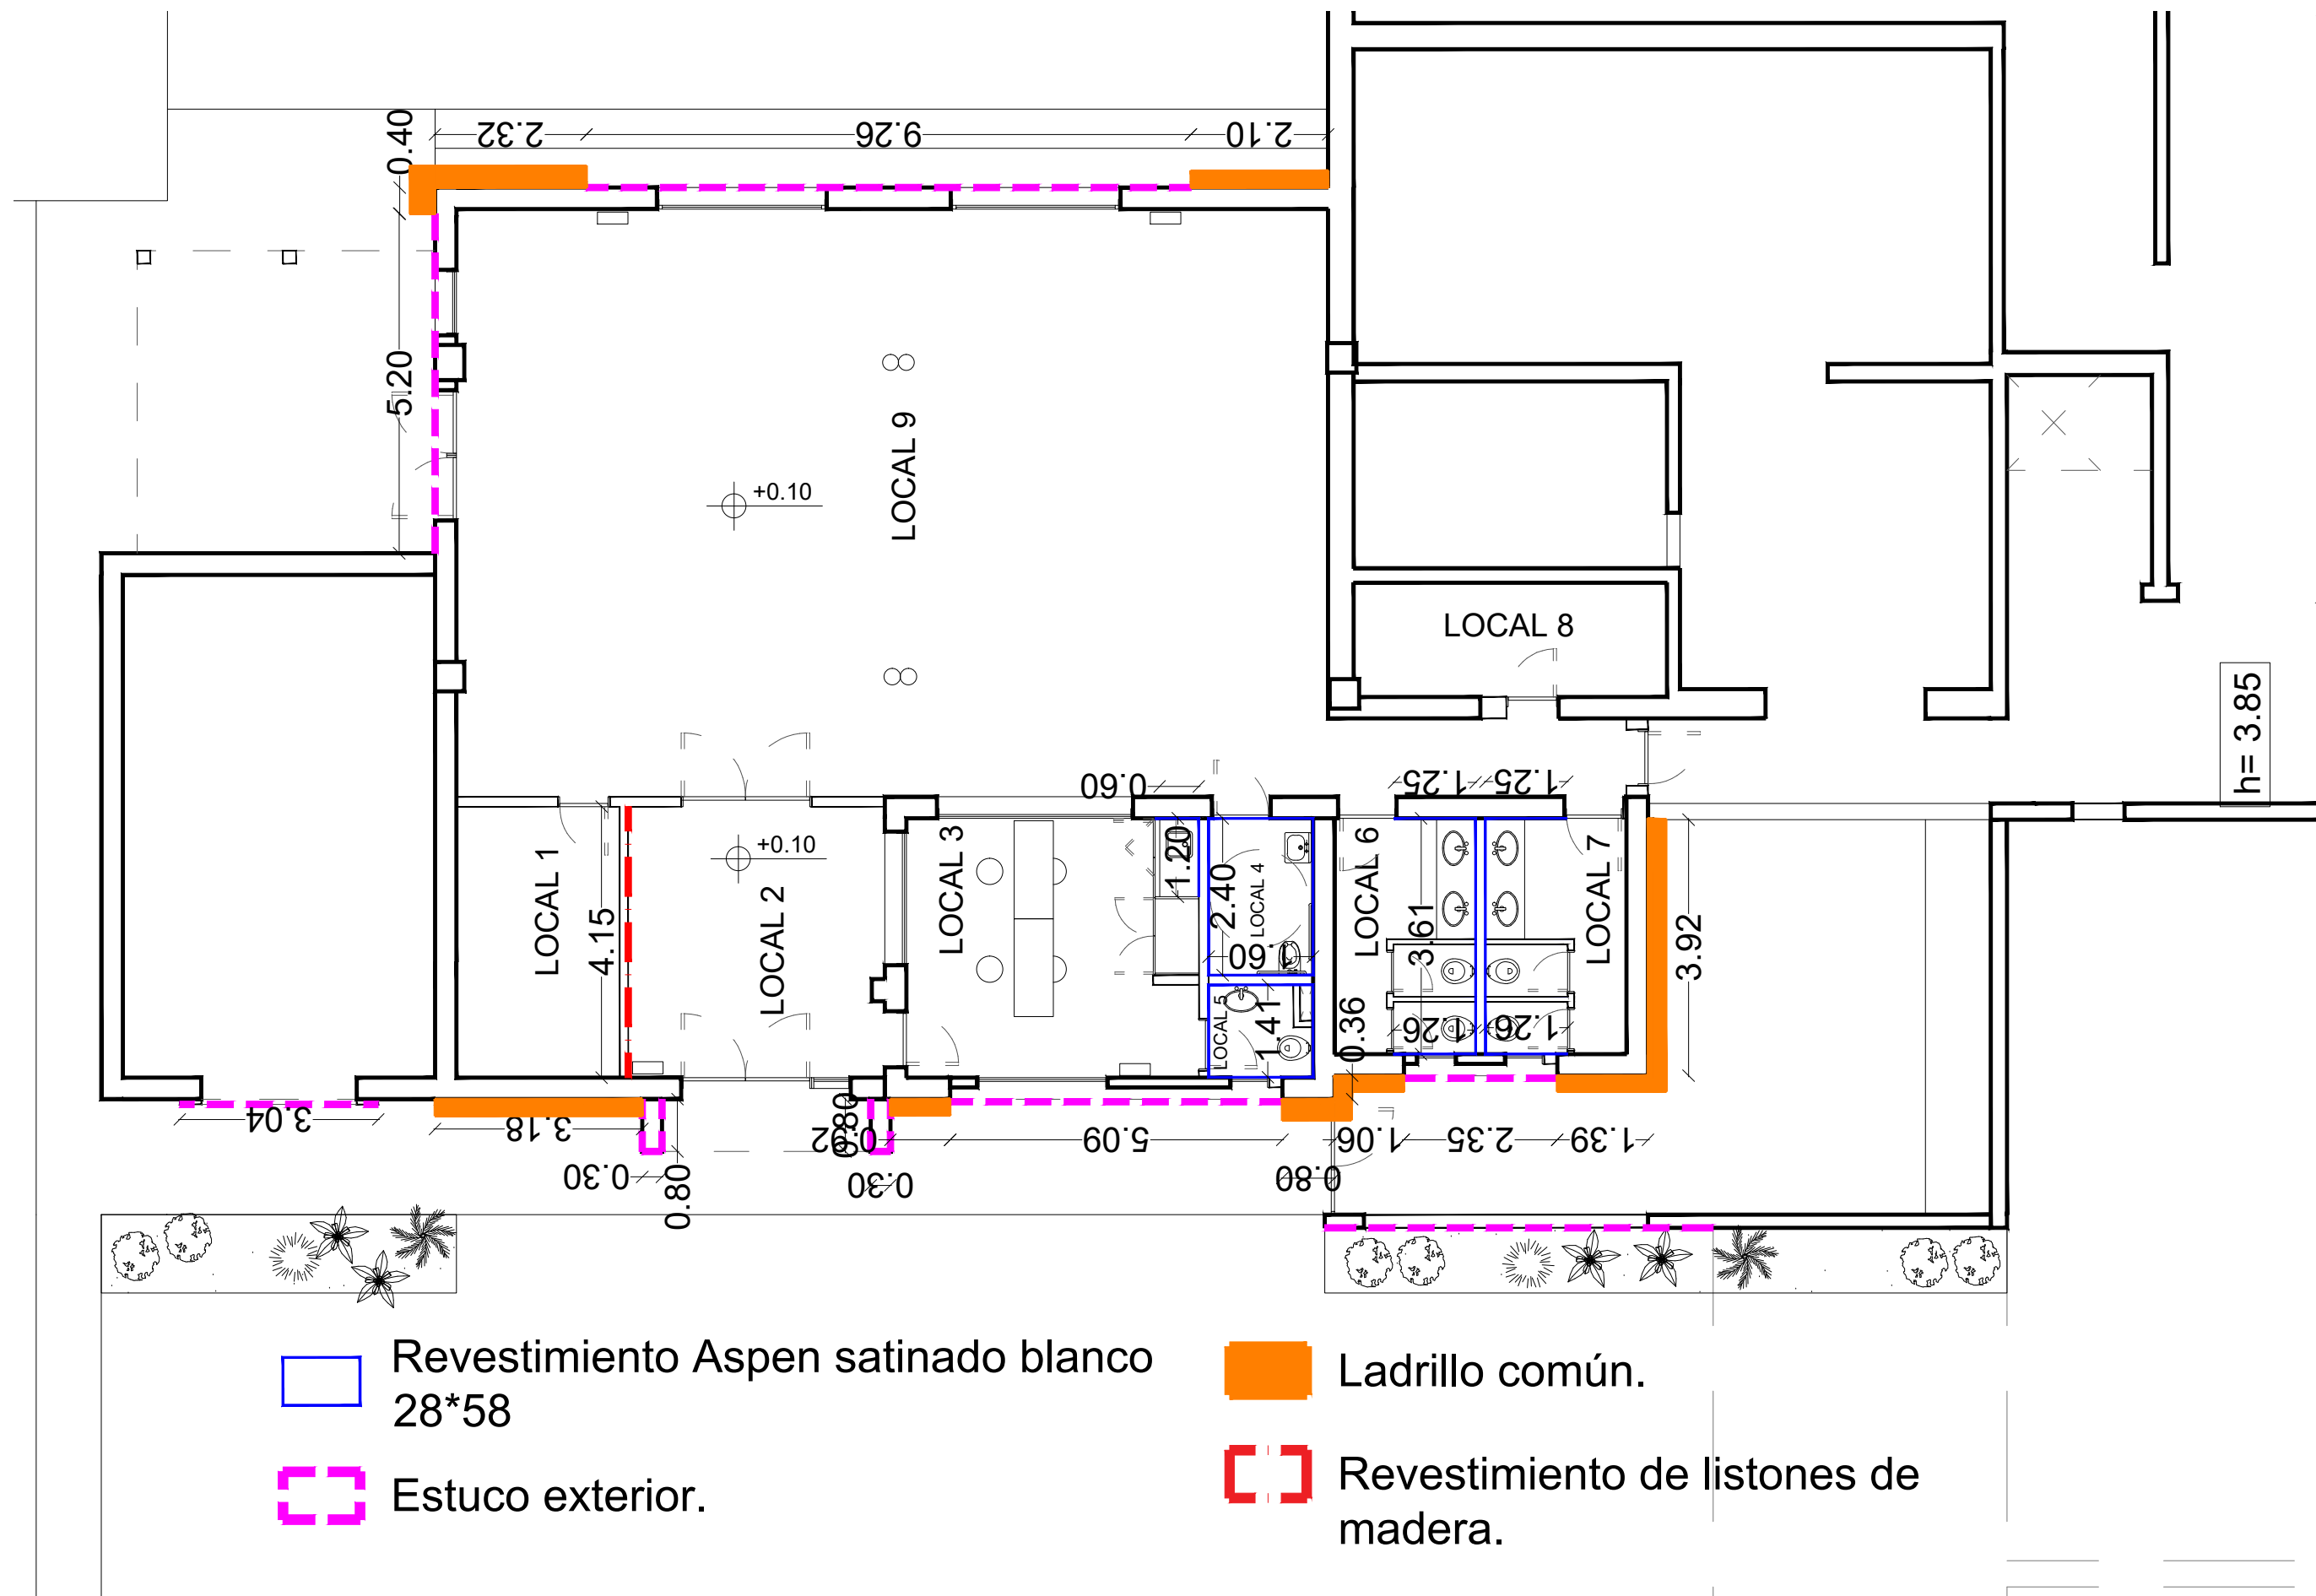 0.40
2.32
9.26
2.10
5.20
LOCAL 9
+0.10
LOCAL 8
h= 3.85
0.60
1.25
1.25
+0.10
LOCAL 1
4.15
LOCAL 2
LOCAL 3
1.20
2.40
LOCAL 4
1.60
LOCAL 5
1.41
LOCAL 6
3.61
LOCAL 7
3.92
0.36
1.26
1.26
3.04
3.18
0.80
0.92
5.09
1.06
2.35
1.39
0.30
0.80
0.30
0.80
Revestimiento Aspen satinado blanco
28*58
Estuco exterior.
Ladrillo común.
Revestimiento de listones de
madera.